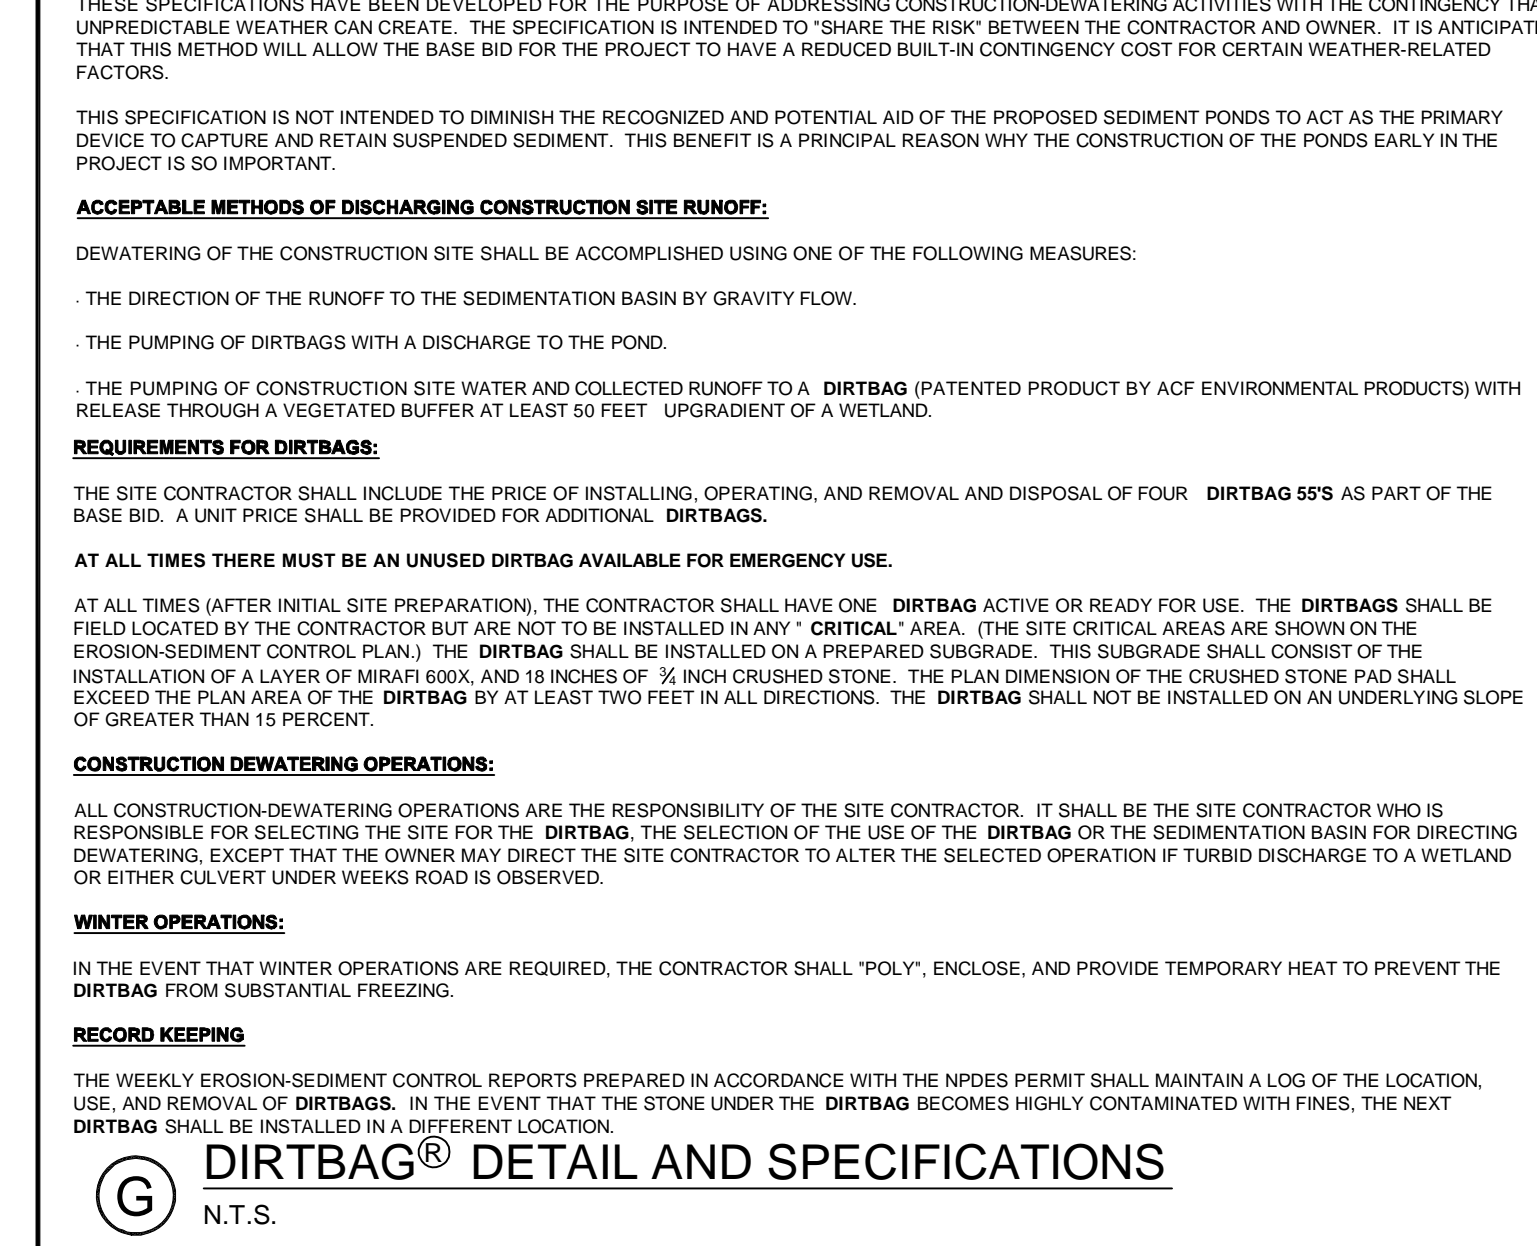 THESE SPECIFICATIONS HAVE BEEN DEVELOPED FOR THE PURPOSE OF ADDRESSING CONSTRUCTION-DEWATERING ACTIVITIES WITH THE CONTINGENCY
UNPREDICTABLE WEATHER CAN CREATE. THE SPECIFICATION IS INTENDED TO "SHARE THE RISK" BETWEEN THE CONTRACTOR AND OWNER. IT IS
THAT THIS METHOD WILL ALLOW THE BASE BID FOR THE PROJECT TO HAVE A REDUCED BUILT-IN CONTINGENCY COST FOR CERTAIN WEATHER-RELATED
FACTORS.
THIS SPECIFICATION IS NOT INTENDED TO DIMINISH THE RECOGNIZED AND POTENTIAL AID OF THE PROPOSED SEDIMENT PONDS TO ACT AS THE PRIMARY
DEVICE TO CAPTURE AND RETAIN SUSPENDED SEDIMENT. THIS BENEFIT IS A PRINCIPAL REASON WHY THE CONSTRUCTION OF THE PONDS EARLY IN THE
PROJECT IS SO IMPORTANT.
ACCEPTABLE METHODS OF DISCHARGING CONSTRUCTION SITE RUNOFF:
DEWATERING OF THE CONSTRUCTION SITE SHALL BE ACCOMPLISHED USING ONE OF THE FOLLOWING MEASURES:
· THE DIRECTION OF THE RUNOFF TO THE SEDIMENTATION BASIN BY GRAVITY FLOW.
· THE PUMPING OF DIRTBAGS WITH A DISCHARGE TO THE POND.
· THE PUMPING OF CONSTRUCTION SITE WATER AND COLLECTED RUNOFF TO A DIRTBAG (PATENTED PRODUCT BY ACF ENVIRONMENTAL PRODUCTS) WITH
RELEASE THROUGH A VEGETATED BUFFER AT LEAST 50 FEET UPGRADIENT OF A WETLAND.
REQUIREMENTS FOR DIRTBAGS:
THE SITE CONTRACTOR SHALL INCLUDE THE PRICE OF INSTALLING, OPERATING, AND REMOVAL AND DISPOSAL OF FOUR DIRTBAG 55'S AS PART OF THE
BASE BID. A UNIT PRICE SHALL BE PROVIDED FOR ADDITIONAL DIRTBAGS.
AT ALL TIMES THERE MUST BE AN UNUSED DIRTBAG AVAILABLE FOR EMERGENCY USE.
AT ALL TIMES (AFTER INITIAL SITE PREPARATION), THE CONTRACTOR SHALL HAVE ONE DIRTBAG ACTIVE OR READY FOR USE. THE DIRTBAGS SHALL BE
FIELD LOCATED BY THE CONTRACTOR BUT ARE NOT TO BE INSTALLED IN ANY " CRITICAL" AREA. (THE SITE CRITICAL AREAS ARE SHOWN ON THE
EROSION-SEDIMENT CONTROL PLAN.) THE DIRTBAG SHALL BE INSTALLED ON A PREPARED SUBGRADE. THIS SUBGRADE SHALL CONSIST OF THE
INSTALLATION OF A LAYER OF MIRAFI 600X, AND 18 INCHES OF ¾ INCH CRUSHED STONE. THE PLAN DIMENSION OF THE CRUSHED STONE PAD SHALL
EXCEED THE PLAN AREA OF THE DIRTBAG BY AT LEAST TWO FEET IN ALL DIRECTIONS. THE DIRTBAG SHALL NOT BE INSTALLED ON AN UNDERLYING SLOPE
OF GREATER THAN 15 PERCENT.
CONSTRUCTION DEWATERING OPERATIONS:
ALL CONSTRUCTION-DEWATERING OPERATIONS ARE THE RESPONSIBILITY OF THE SITE CONTRACTOR. IT SHALL BE THE SITE CONTRACTOR WHO IS
RESPONSIBLE FOR SELECTING THE SITE FOR THE DIRTBAG, THE SELECTION OF THE USE OF THE DIRTBAG OR THE SEDIMENTATION BASIN FOR DIRECTING
DEWATERING, EXCEPT THAT THE OWNER MAY DIRECT THE SITE CONTRACTOR TO ALTER THE SELECTED OPERATION IF TURBID DISCHARGE TO A WETLAND
OR EITHER CULVERT UNDER WEEKS ROAD IS OBSERVED.
WINTER OPERATIONS:
IN THE EVENT THAT WINTER OPERATIONS ARE REQUIRED, THE CONTRACTOR SHALL "POLY", ENCLOSE, AND PROVIDE TEMPORARY HEAT TO PREVENT THE
DIRTBAG FROM SUBSTANTIAL FREEZING.
RECORD KEEPING
THE WEEKLY EROSION-SEDIMENT CONTROL REPORTS PREPARED IN ACCORDANCE WITH THE NPDES PERMIT SHALL MAINTAIN A LOG OF THE LOCATION,
USE, AND REMOVAL OF DIRTBAGS. IN THE EVENT THAT THE STONE UNDER THE DIRTBAG BECOMES HIGHLY CONTAMINATED WITH FINES, THE NEXT
DIRTBAG SHALL BE INSTALLED IN A DIFFERENT LOCATION.
G DIRTBAG® DETAIL AND SPECIFICATIONS
N.T.S.